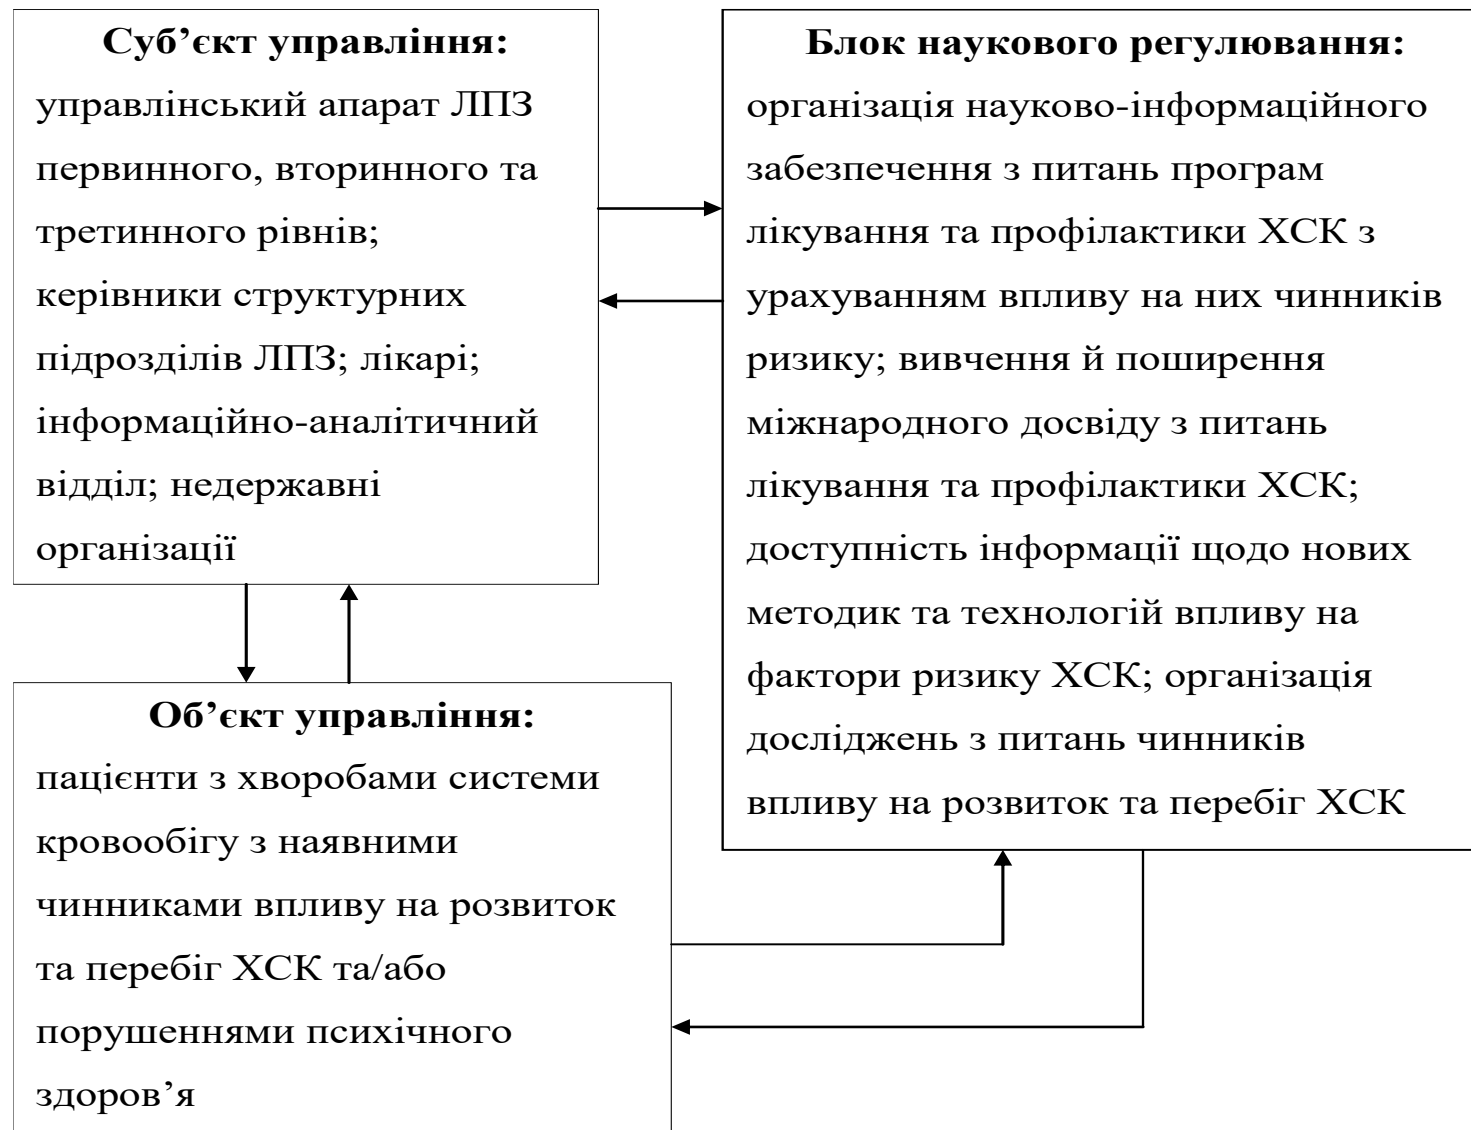 Суб’єкт управління:
управлінський апарат ЛПЗ
первинного, вторинного та
третинного рівнів;
керівники структурних
підрозділів ЛПЗ; лікарі;
інформаційно-аналітичний
відділ; недержавні
організації
Блок наукового регулювання:
організація науково-інформаційного
забезпечення з питань програм
лікування та профілактики ХСК з
урахуванням впливу на них чинників
ризику; вивчення й поширення
міжнародного досвіду з питань
лікування та профілактики ХСК;
доступність інформації щодо нових
методик та технологій впливу на
фактори ризику ХСК; організація
досліджень з питань чинників
впливу на розвиток та перебіг ХСК
Об’єкт управління:
пацієнти з хворобами системи
кровообігу з наявними
чинниками впливу на розвиток
та перебіг ХСК та/або
порушеннями психічного
здоров’я